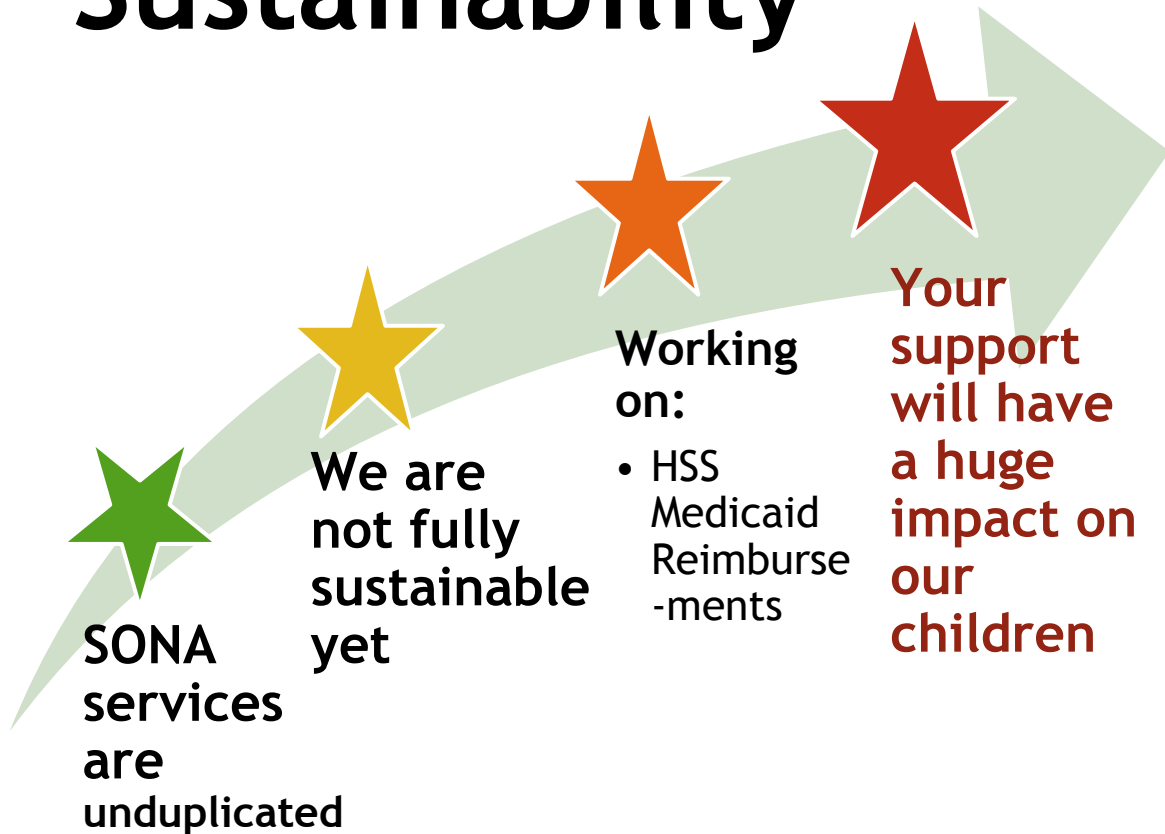 Sustainability
SONA
services
are
unduplicated
We are
not fully
sustainable
yet
Working
on:
• HSS
Medicaid
Reimburse
-ments
Your
support
will have
a huge
impact on
our
children